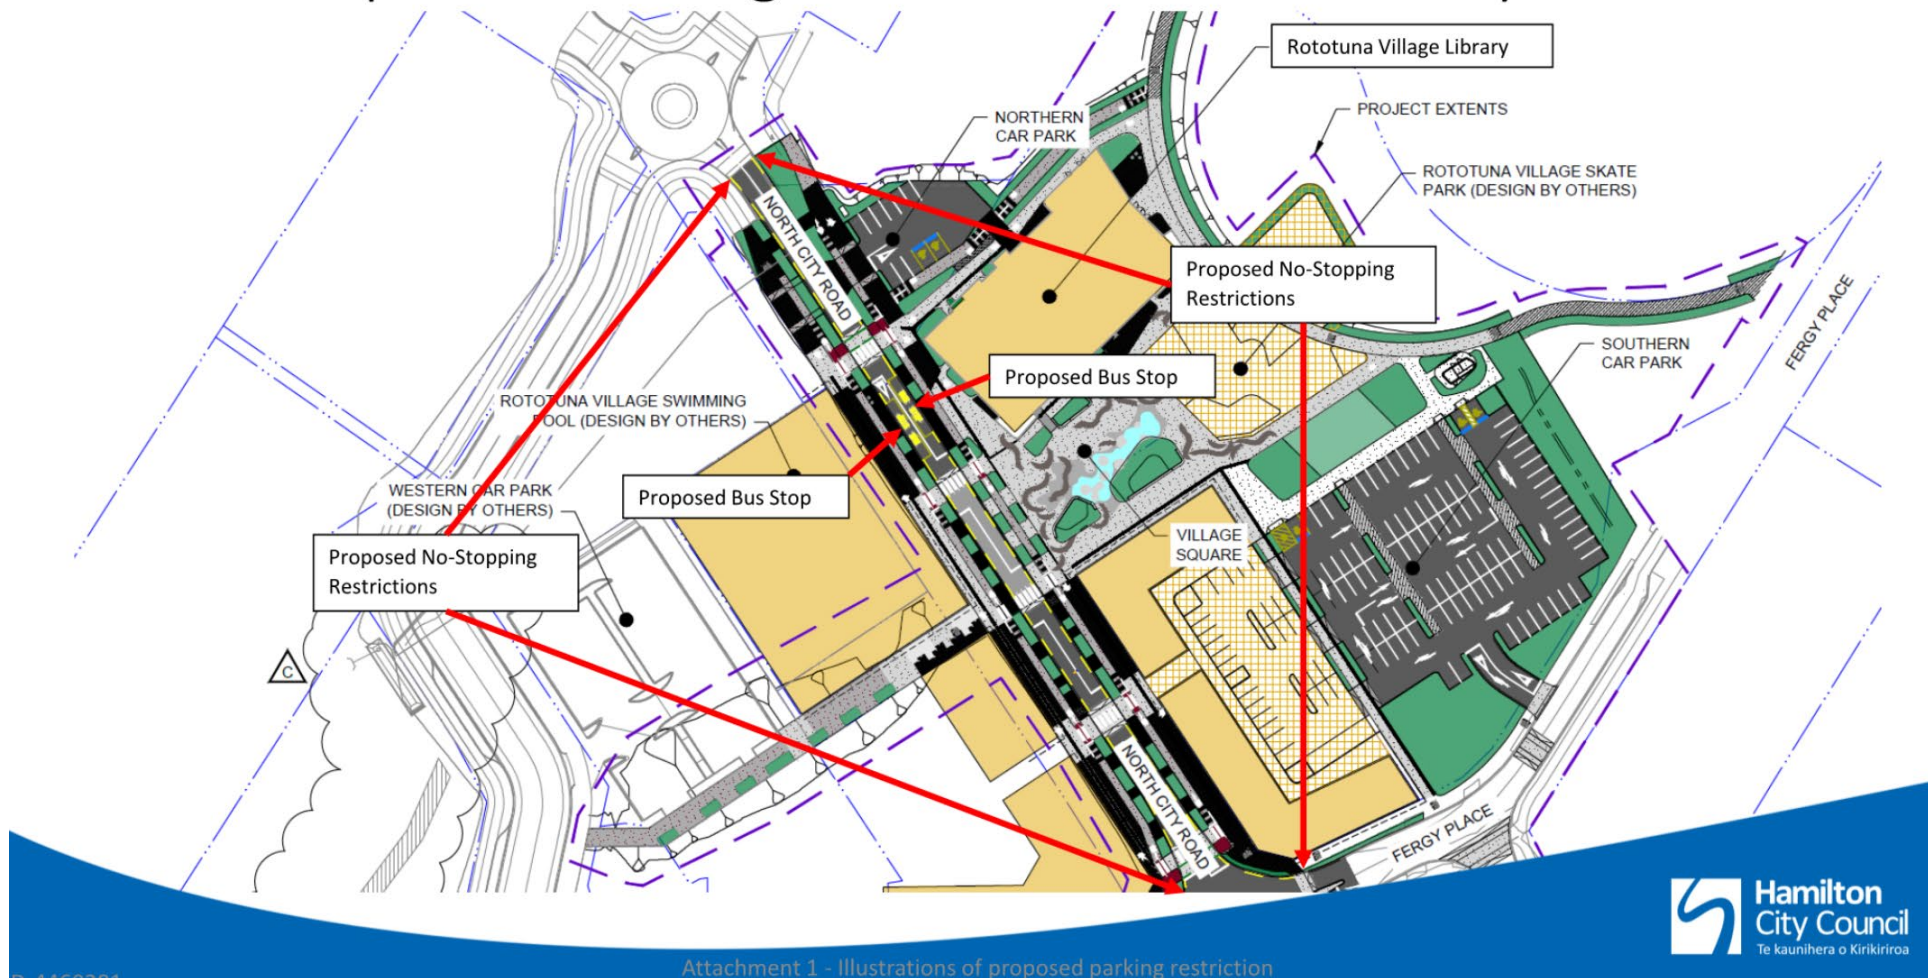 Rototuna Village Library
PROJECT EXTENTS
NORTHERN
CAR PARK
ROTOTUNA VILLAGE SKATE
PARK (DESIGN BY OTHERS)
NORTH CITY ROAD
Proposed No-Stopping
Restrictions
FERGY PLACE
SOUTHERN
CAR PARK
Proposed Bus Stop
ROTOTUNA VILLAGE SWIMMING
POOL (DESIGN BY OTHERS)
Proposed Bus Stop
WESTERN CAR PARK
(DESIGN BY OTHERS)
VILLAGE
SQUARE
Proposed No-Stopping
Restrictions
C
NORTH CITY ROAD
FERGY PLACE
Hamilton
City Council
Te kaunihera o Kirikiriroa
Attachment 1 - Illustrations of proposed parking restriction